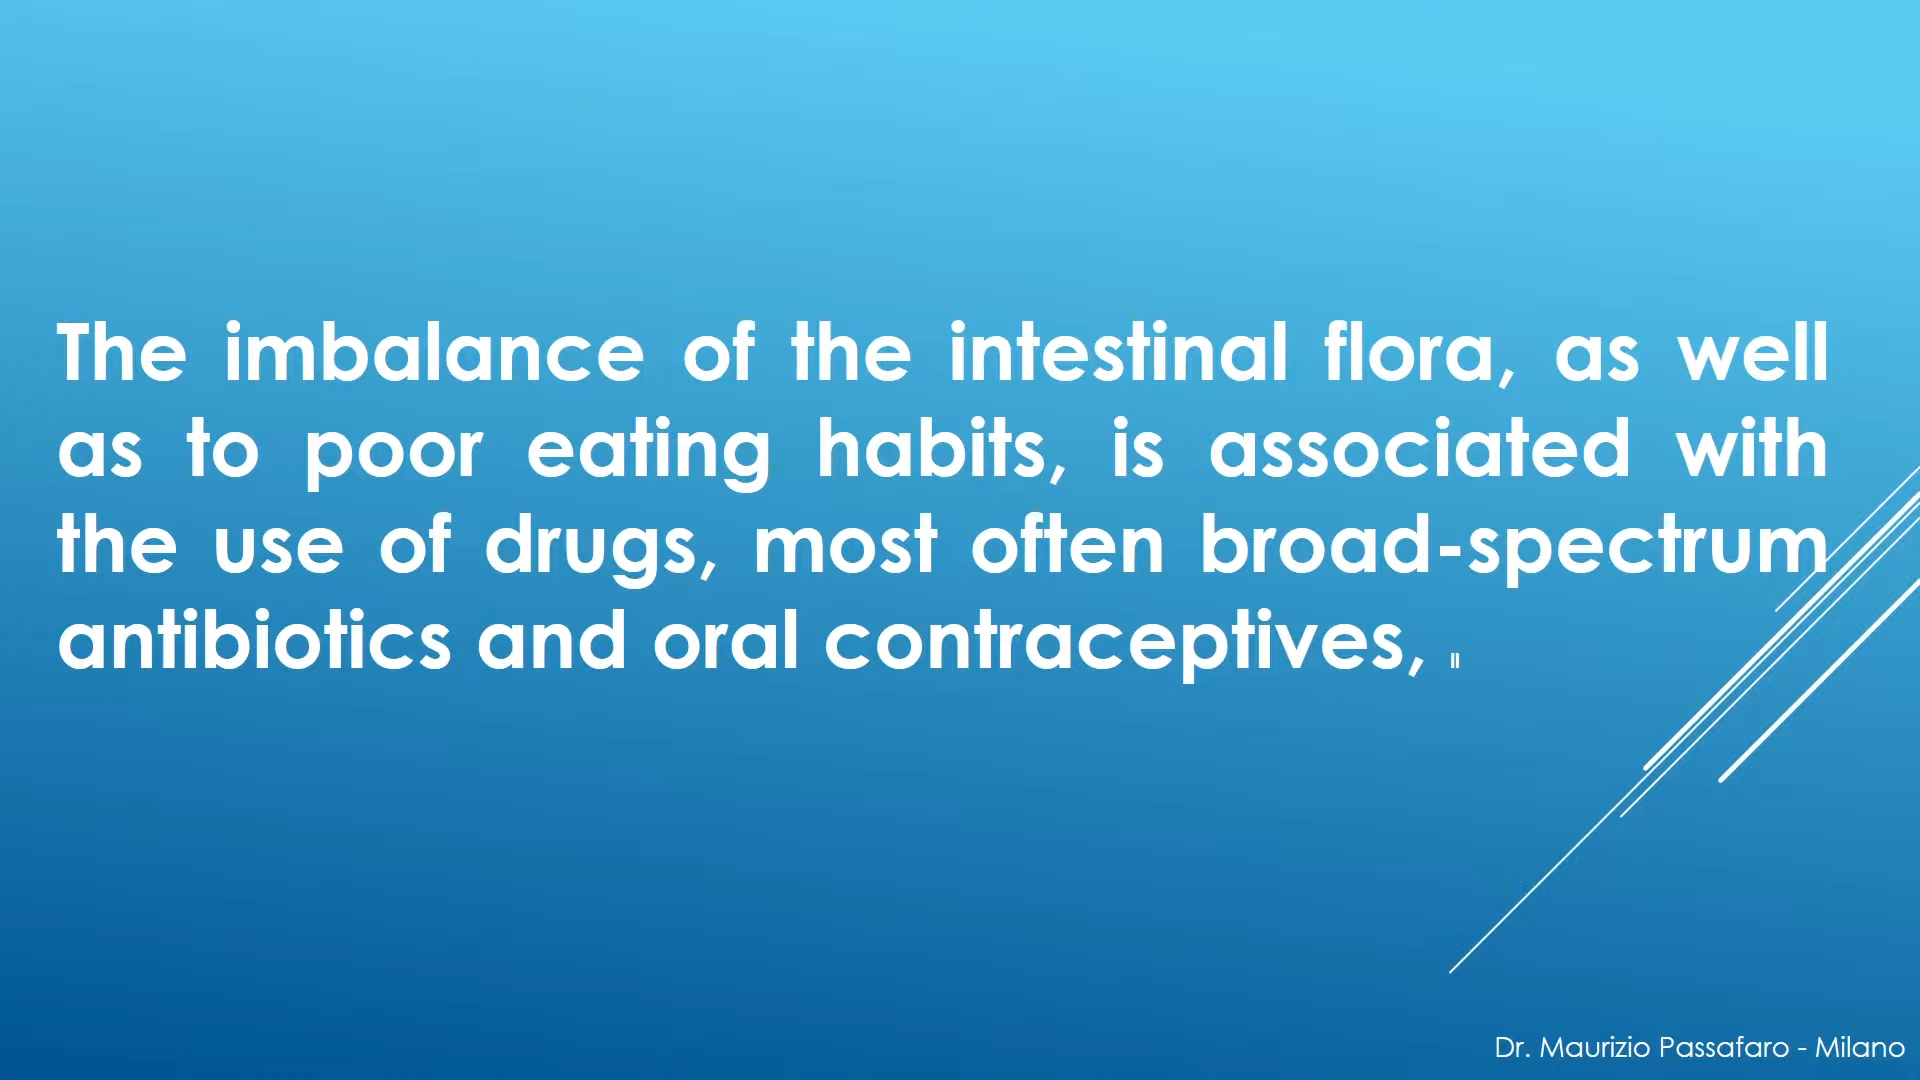 The imbalance of the intestinal flora, as well
as to poor eating habits, is associated with
the use of drugs, most often broad-spectrum
antibiotics and oral contraceptives,
Dr. Maurizio Passafaro - Milano